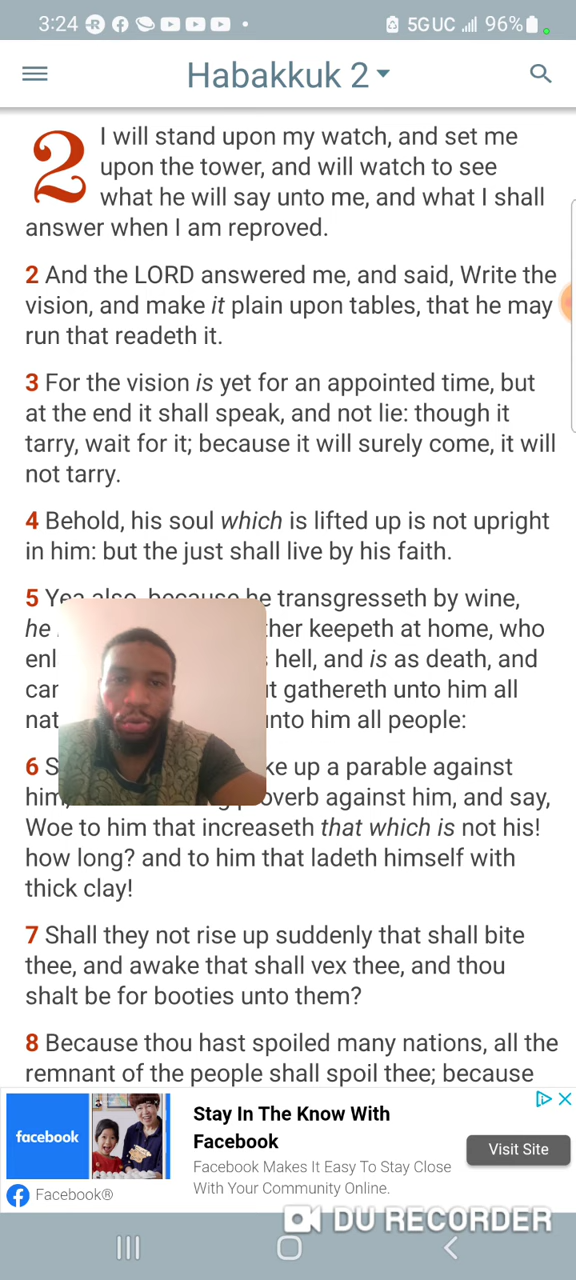 3:24 5G UC 96%
Habakkuk 2
2 I will stand upon my watch, and set me
upon the tower, and will watch to see
what he will say unto me, and what I shall
answer when I am reproved.
2 And the LORD answered me, and said, Write the
vision, and make it plain upon tables, that he may
run that readeth it.
3 For the vision is yet for an appointed time, but
at the end it shall speak, and not lie: though it
tarry, wait for it; because it will surely come, it will
not tarry.
4 Behold, his soul which is lifted up is not upright
in him: but the just shall live by his faith.
5 Yea also, because he transgresseth by wine,
he keepeth at home, who
hell, and is as death, and
gathereth unto him all
unto him all people:
6 up a parable against
him, proverb against him, and say,
Woe to him that increaseth that which is not his!
how long? and to him that ladeth himself with
thick clay!
7 Shall they not rise up suddenly that shall bite
thee, and awake that shall vex thee, and thou
shalt be for booties unto them?
8 Because thou hast spoiled many nations, all the
remnant of the people shall spoil thee; because
facebook
Stay In The Know With
Facebook
Facebook Makes It Easy To Stay Close
With Your Community Online.
Visit Site
Facebook®
DU RECORDER